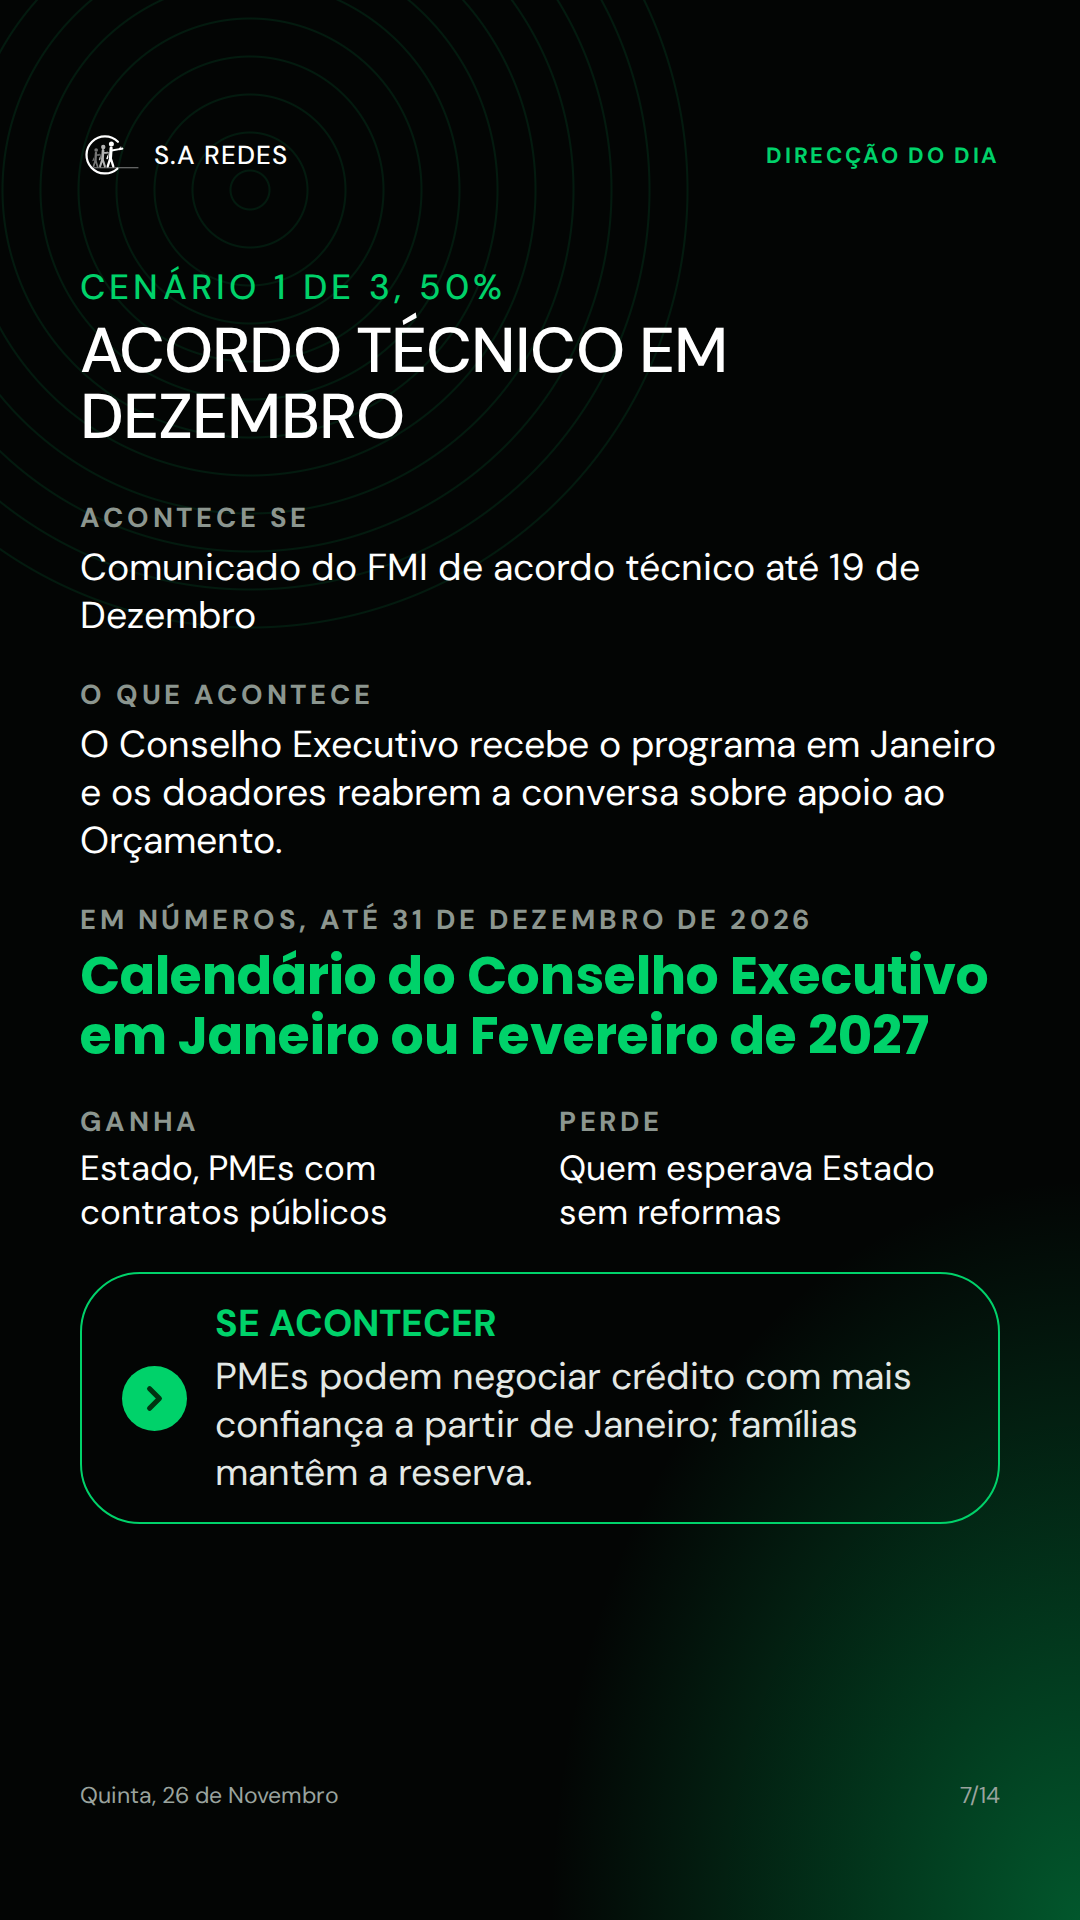 S.A REDES
DIRECÇÃO DO DIA
CENÁRIO 1 DE 3, 50%
ACORDO TÉCNICO EM
DEZEMBRO
ACONTECE SE
Comunicado do FMI de acordo técnico até 19 de
Dezembro
O QUE ACONTECE
O Conselho Executivo recebe o programa em Janeiro
e os doadores reabrem a conversa sobre apoio ao
Orçamento.
EM NÚMEROS, ATÉ 31 DE DEZEMBRO DE 2026
Calendário do Conselho Executivo
em Janeiro ou Fevereiro de 2027
GANHA
Estado, PMEs com
contratos públicos
PERDE
Quem esperava Estado
sem reformas
SE ACONTECER
PMEs podem negociar crédito com mais
confiança a partir de Janeiro; famílias
mantêm a reserva.
Quinta, 26 de Novembro
7/14